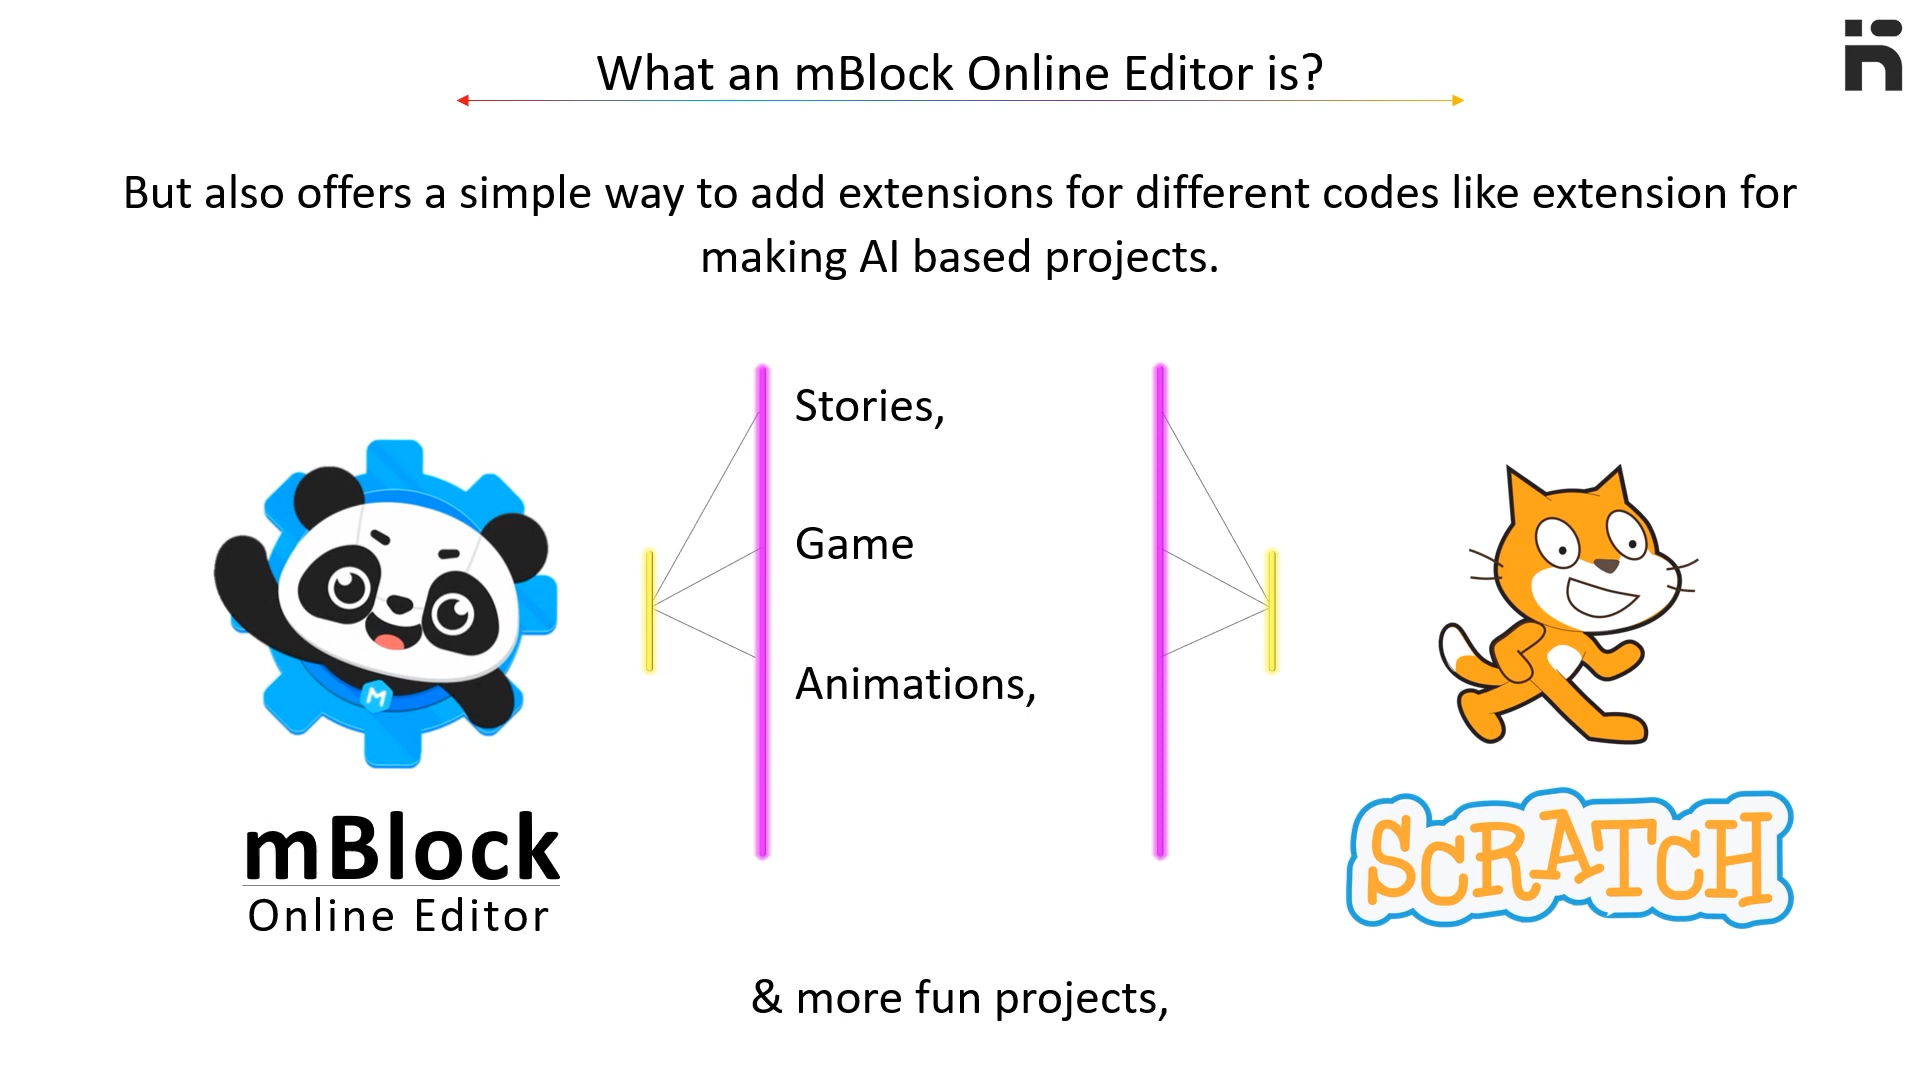 What an mBlock Online Editor is?
But also offers a simple way to add extensions for different codes like extension for
making AI based projects.
Stories,
Game
Animations,
M
mBlock
Online Editor
SCRATCH
& more fun projects,